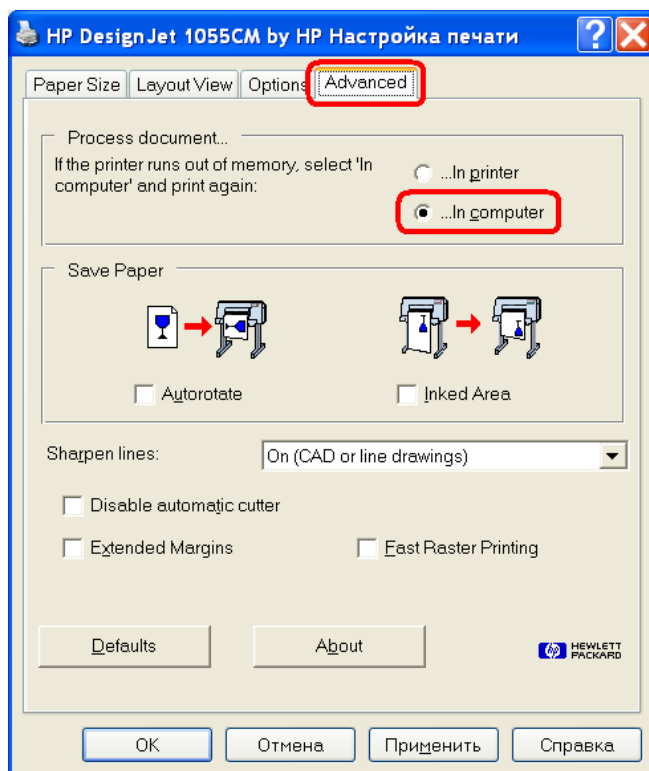 HP DesignJet 1055CM by HP Настройка печати
Paper Size Layout View Options Advanced
Process document...
If the printer runs out of memory, select 'In
computer' and print again:
...In printer
...In computer
Save Paper
Autorotate Inked Area
Sharpen lines: On (CAD or line drawings)
Disable automatic cutter
Extended Margins Fast Raster Printing
Defaults About hp HEWLETT
PACKARD
OK Отмена Применить Справка